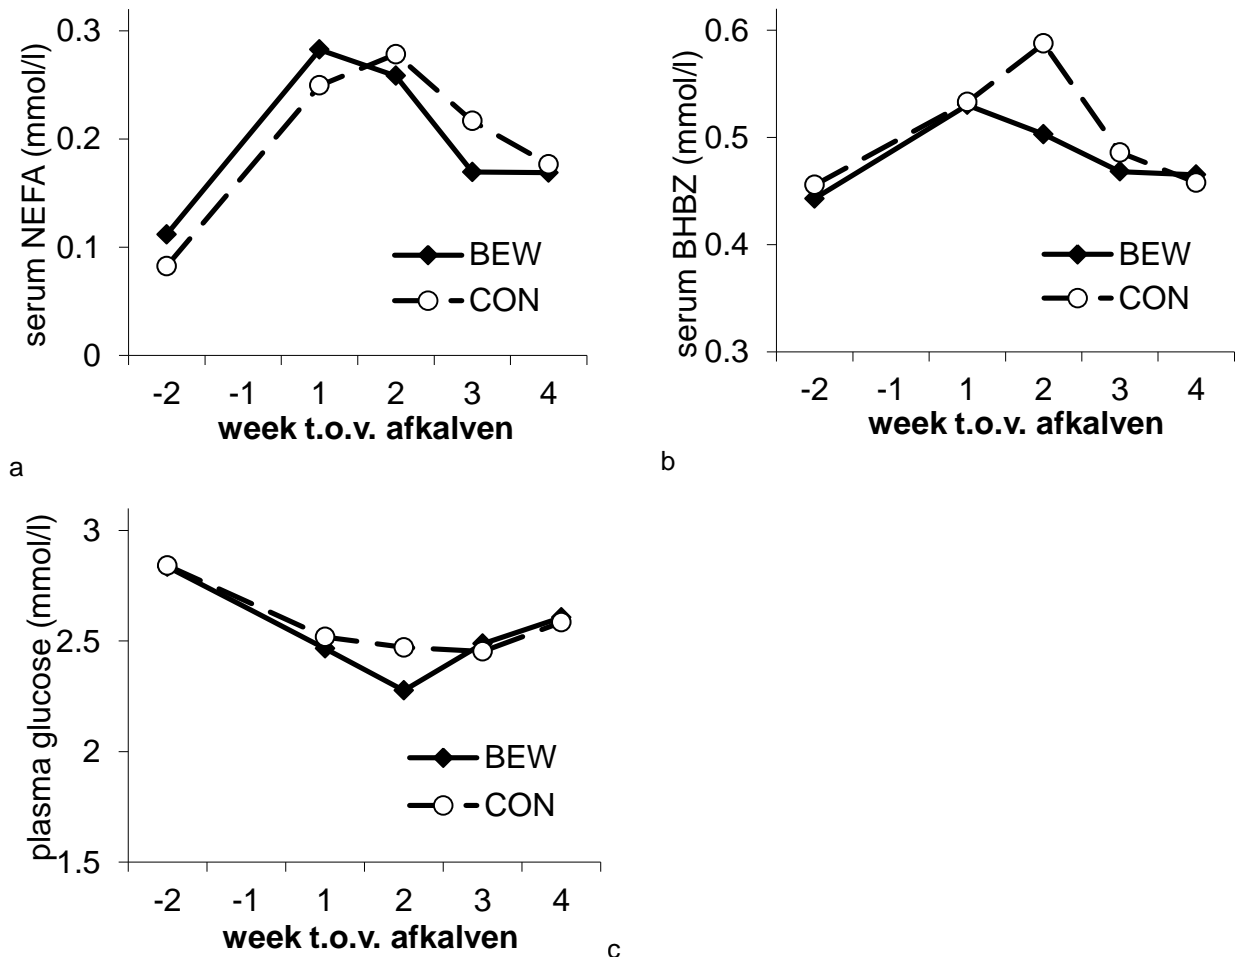 serum NEFA (mmol/l)
0.3
0.2
0.1
0
BEW
CON
-2 -1 1 2 3 4
week t.o.v. afkalven
a
serum BHBZ (mmol/l)
0.6
0.5
0.4
0.3
BEW
CON
-2 -1 1 2 3 4
week t.o.v. afkalven
b
plasma glucose (mmol/l)
3
2.5
2
1.5
BEW
CON
-2 -1 1 2 3 4
week t.o.v. afkalven
c